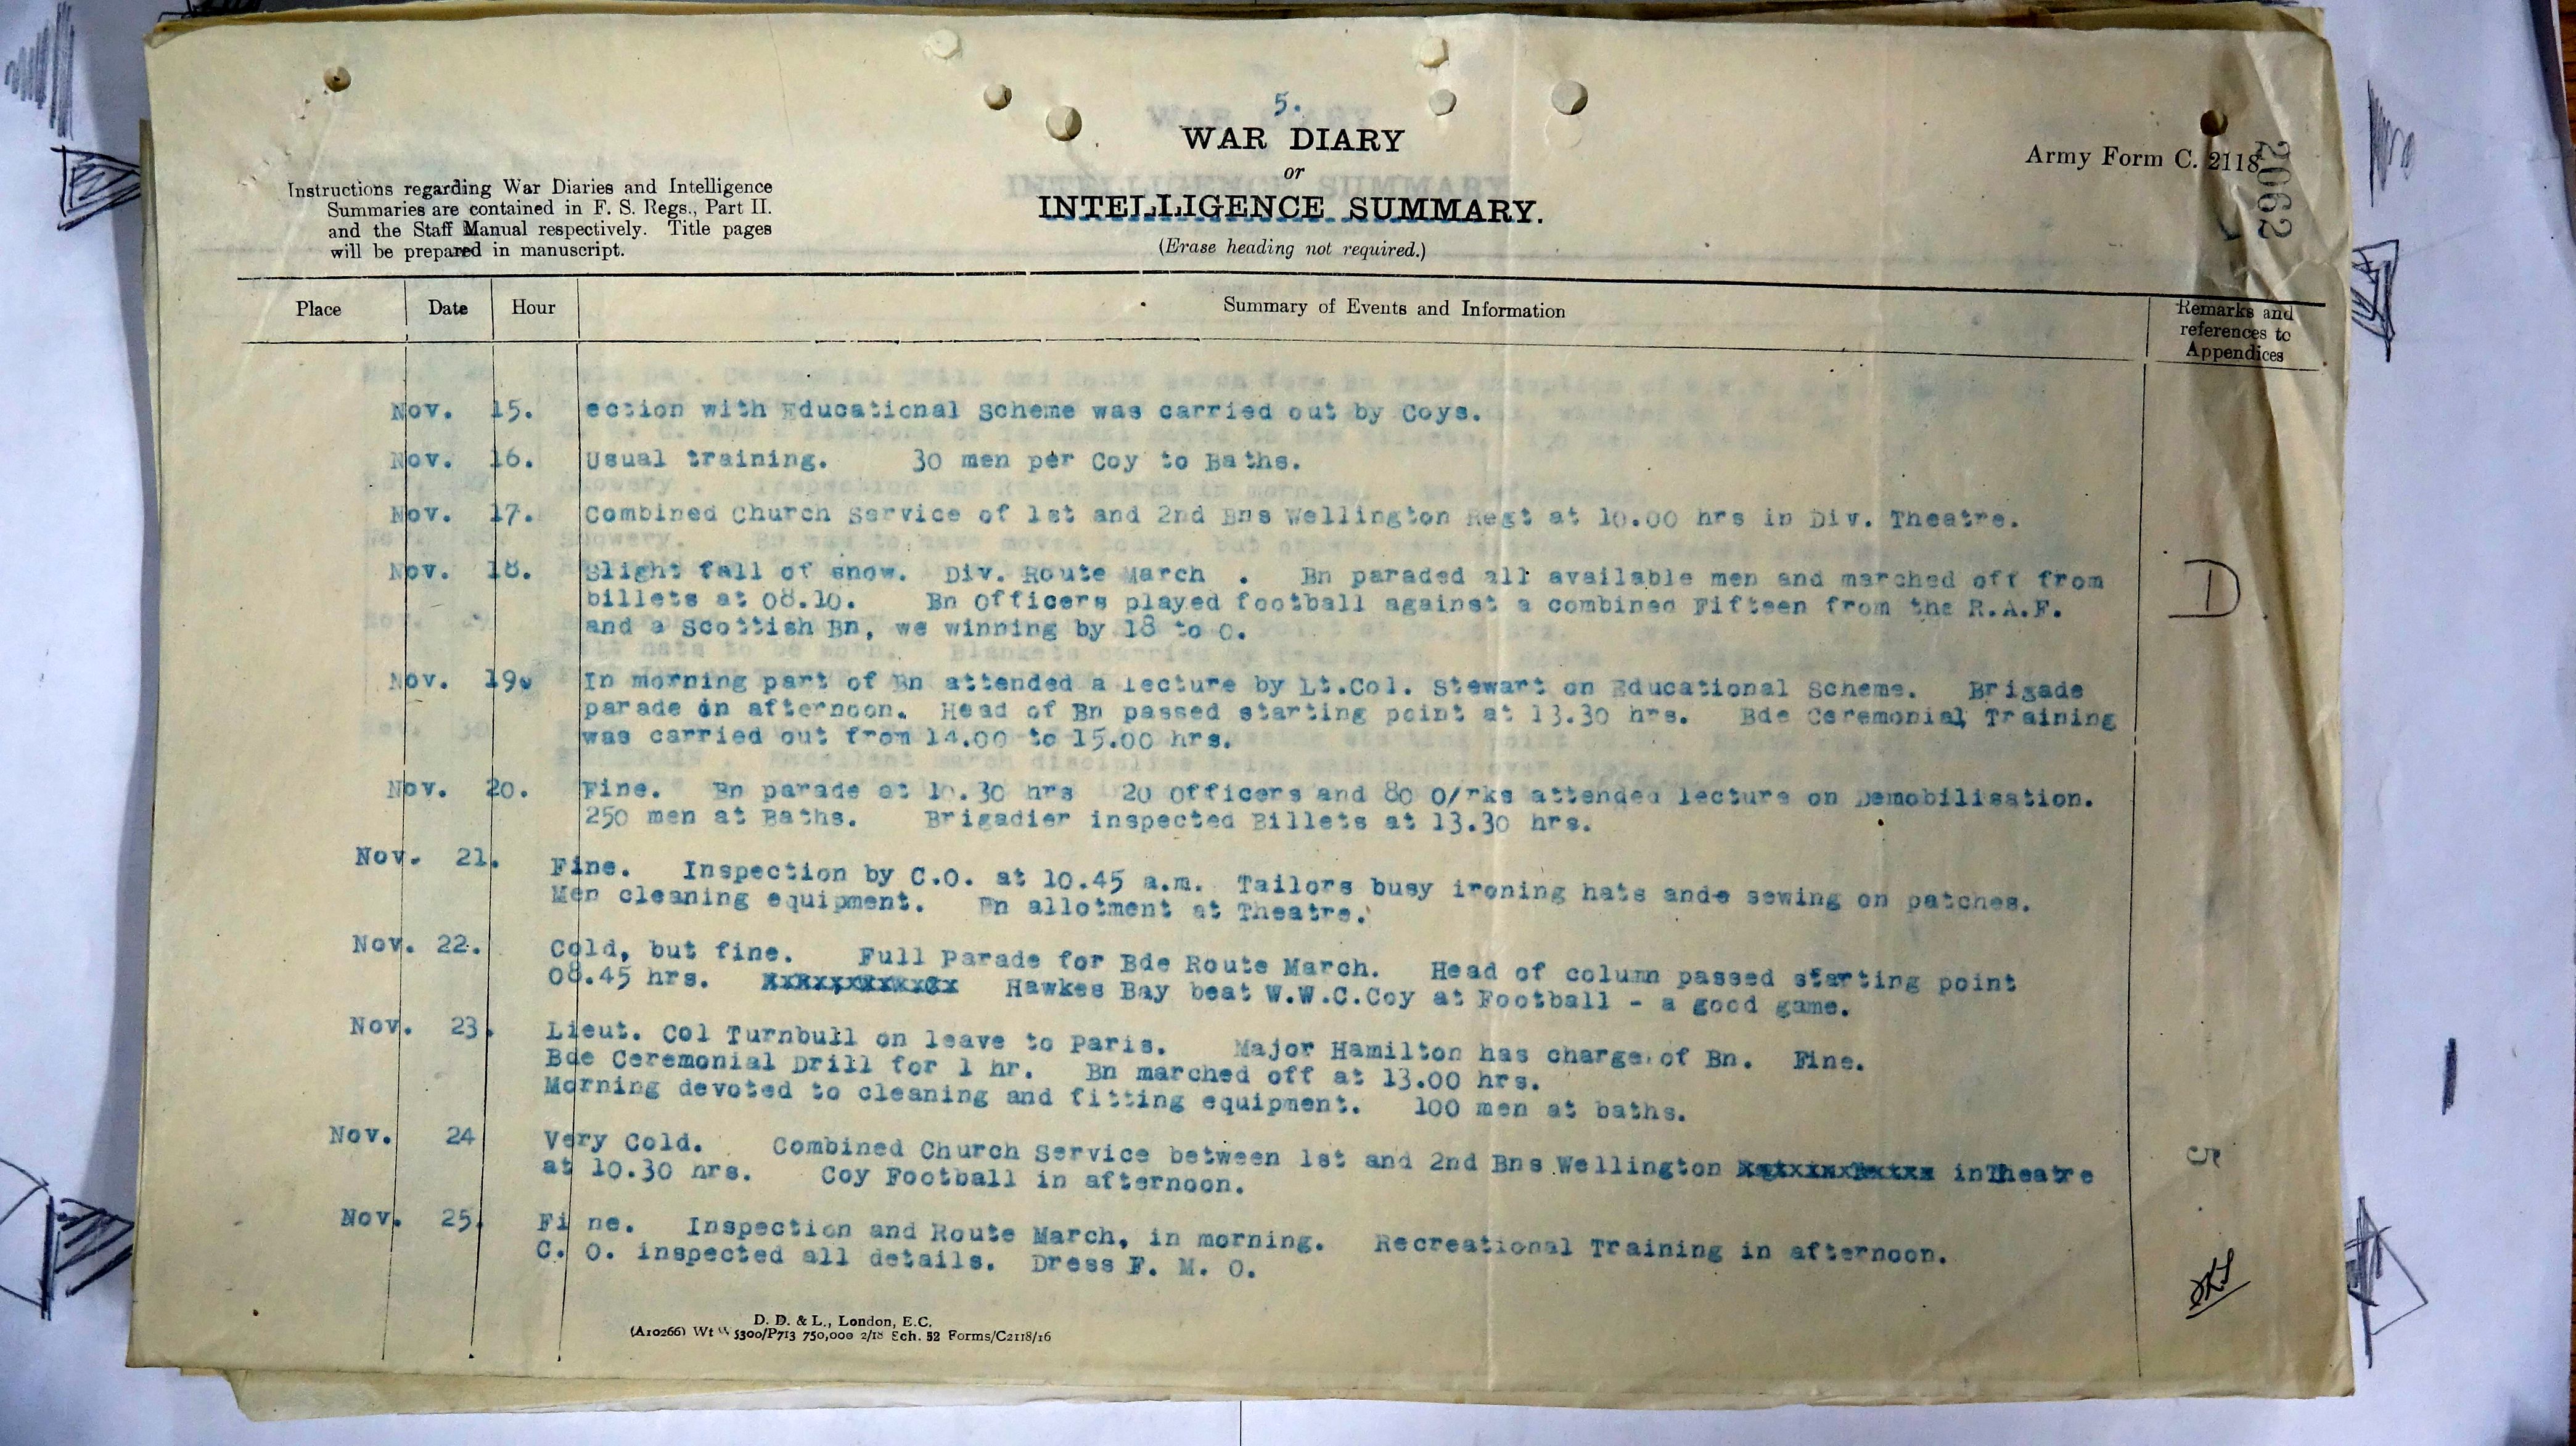 5.
WAR DIARY
or
INTELLIGENCE SUMMARY.
(Erase heading not required.)
Army Form C. 2118
20062
Instructions regarding War Diaries and Intelligence
Summaries are contained in F. S. Regs., Part II.
and the Staff Manual respectively. Title pages
will be prepared in manuscript.
Place Date Hour Summary of Events and Information Remarks and
references to
Appendices
Nov. 15. ection with Educational Scheme was carried out by Coys.
Nov. 16. Usual training. 30 men per Coy to Baths.
Nov. 17. Combined Church Service of 1st and 2nd Bns Wellington Regt at 10.00 hrs in Div. Theatre.
Nov. 18. Slight fall of snow. Div. Route March . Bn paraded all available men and marched off from
billets at 08.10. Bn Officers played football against a combined Fifteen from the R.A.F.
and a Scottish Bn, we winning by 18 to 0.
D
Nov. 19. In morning part of Bn attended a lecture by Lt.Col. Stewart on Educational Scheme. Brigade
parade in afternoon. Head of Bn passed starting point at 13.30 hrs. Bde Ceremonial Training
was carried out from 14.00 to 15.00 hrs.
Nov. 20. Fine. Bn parade at 10.30 hrs 20 Officers and 80 O/rks attended lecture on Demobilisation.
250 men at Baths. Brigadier inspected Billets at 13.30 hrs.
Nov. 21. Fine. Inspection by C.O. at 10.45 a.m. Tailors busy ironing hats and sewing on patches.
Men cleaning equipment. Bn allotment at Theatre.
Nov. 22. Cold, but fine. Full Parade for Bde Route March. Head of column passed starting point
08.45 hrs. Hawkes Bay beat W.W.C.Coy at Football - a good game.
Nov. 23. Lieut. Col Turnbull on leave to Paris. Major Hamilton has charge of Bn. Fine.
Bde Ceremonial Drill for 1 hr. Bn marched off at 13.00 hrs.
Morning devoted to cleaning and fitting equipment. 100 men at baths.
Nov. 24 Very Cold. Combined Church Service between 1st and 2nd Bns Wellington in Theatre
at 10.30 hrs. Coy Football in afternoon.
5.
Nov. 25. Fi ne. Inspection and Route March, in morning. Recreational Training in afternoon.
C. O. inspected all details. Dress F. M. O.
D. D. & L., London, E.C.
(A10266) Wt W 5300/P713 750,000 2/18 Sch. 52 Forms/C2118/16